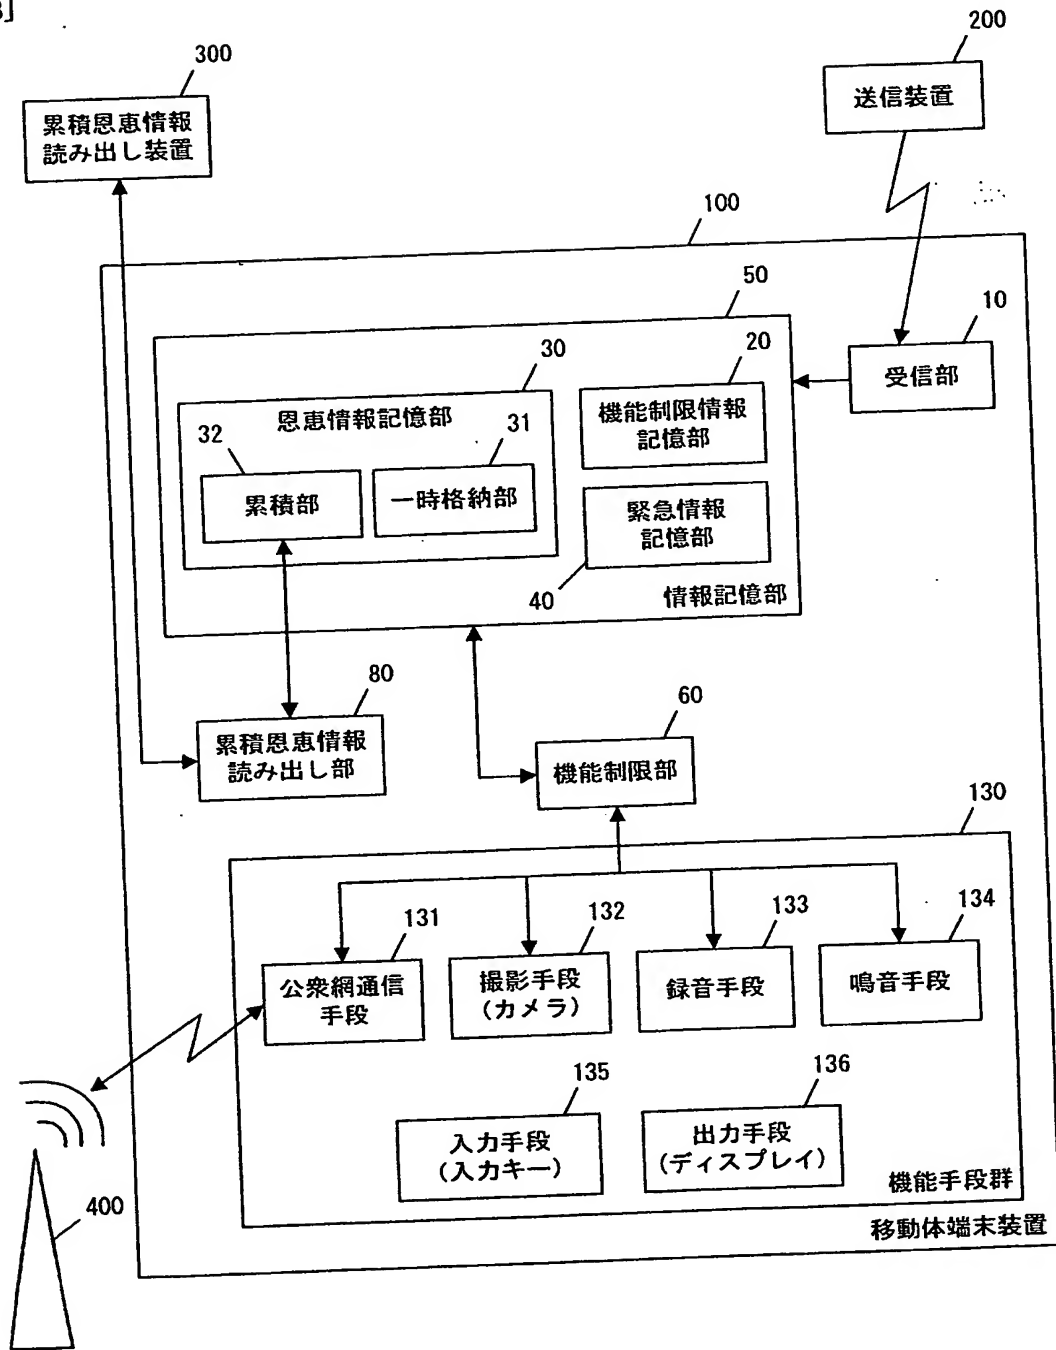 3]
300
200
累積恩恵情報
読み出し装置
送信装置
100
50
10
受信部
30
20
恩恵情報記憶部
機能制限情報
記憶部
32
31
累積部
一時格納部
緊急情報
記憶部
40
情報記憶部
80
60
累積恩恵情報
読み出し部
機能制限部
130
131
132
133
134
公衆網通信
手段
撮影手段
(カメラ)
録音手段
鳴音手段
135
136
入力手段
(入力キー)
出力手段
(ディスプレイ)
機能手段群
400
移動体端末装置